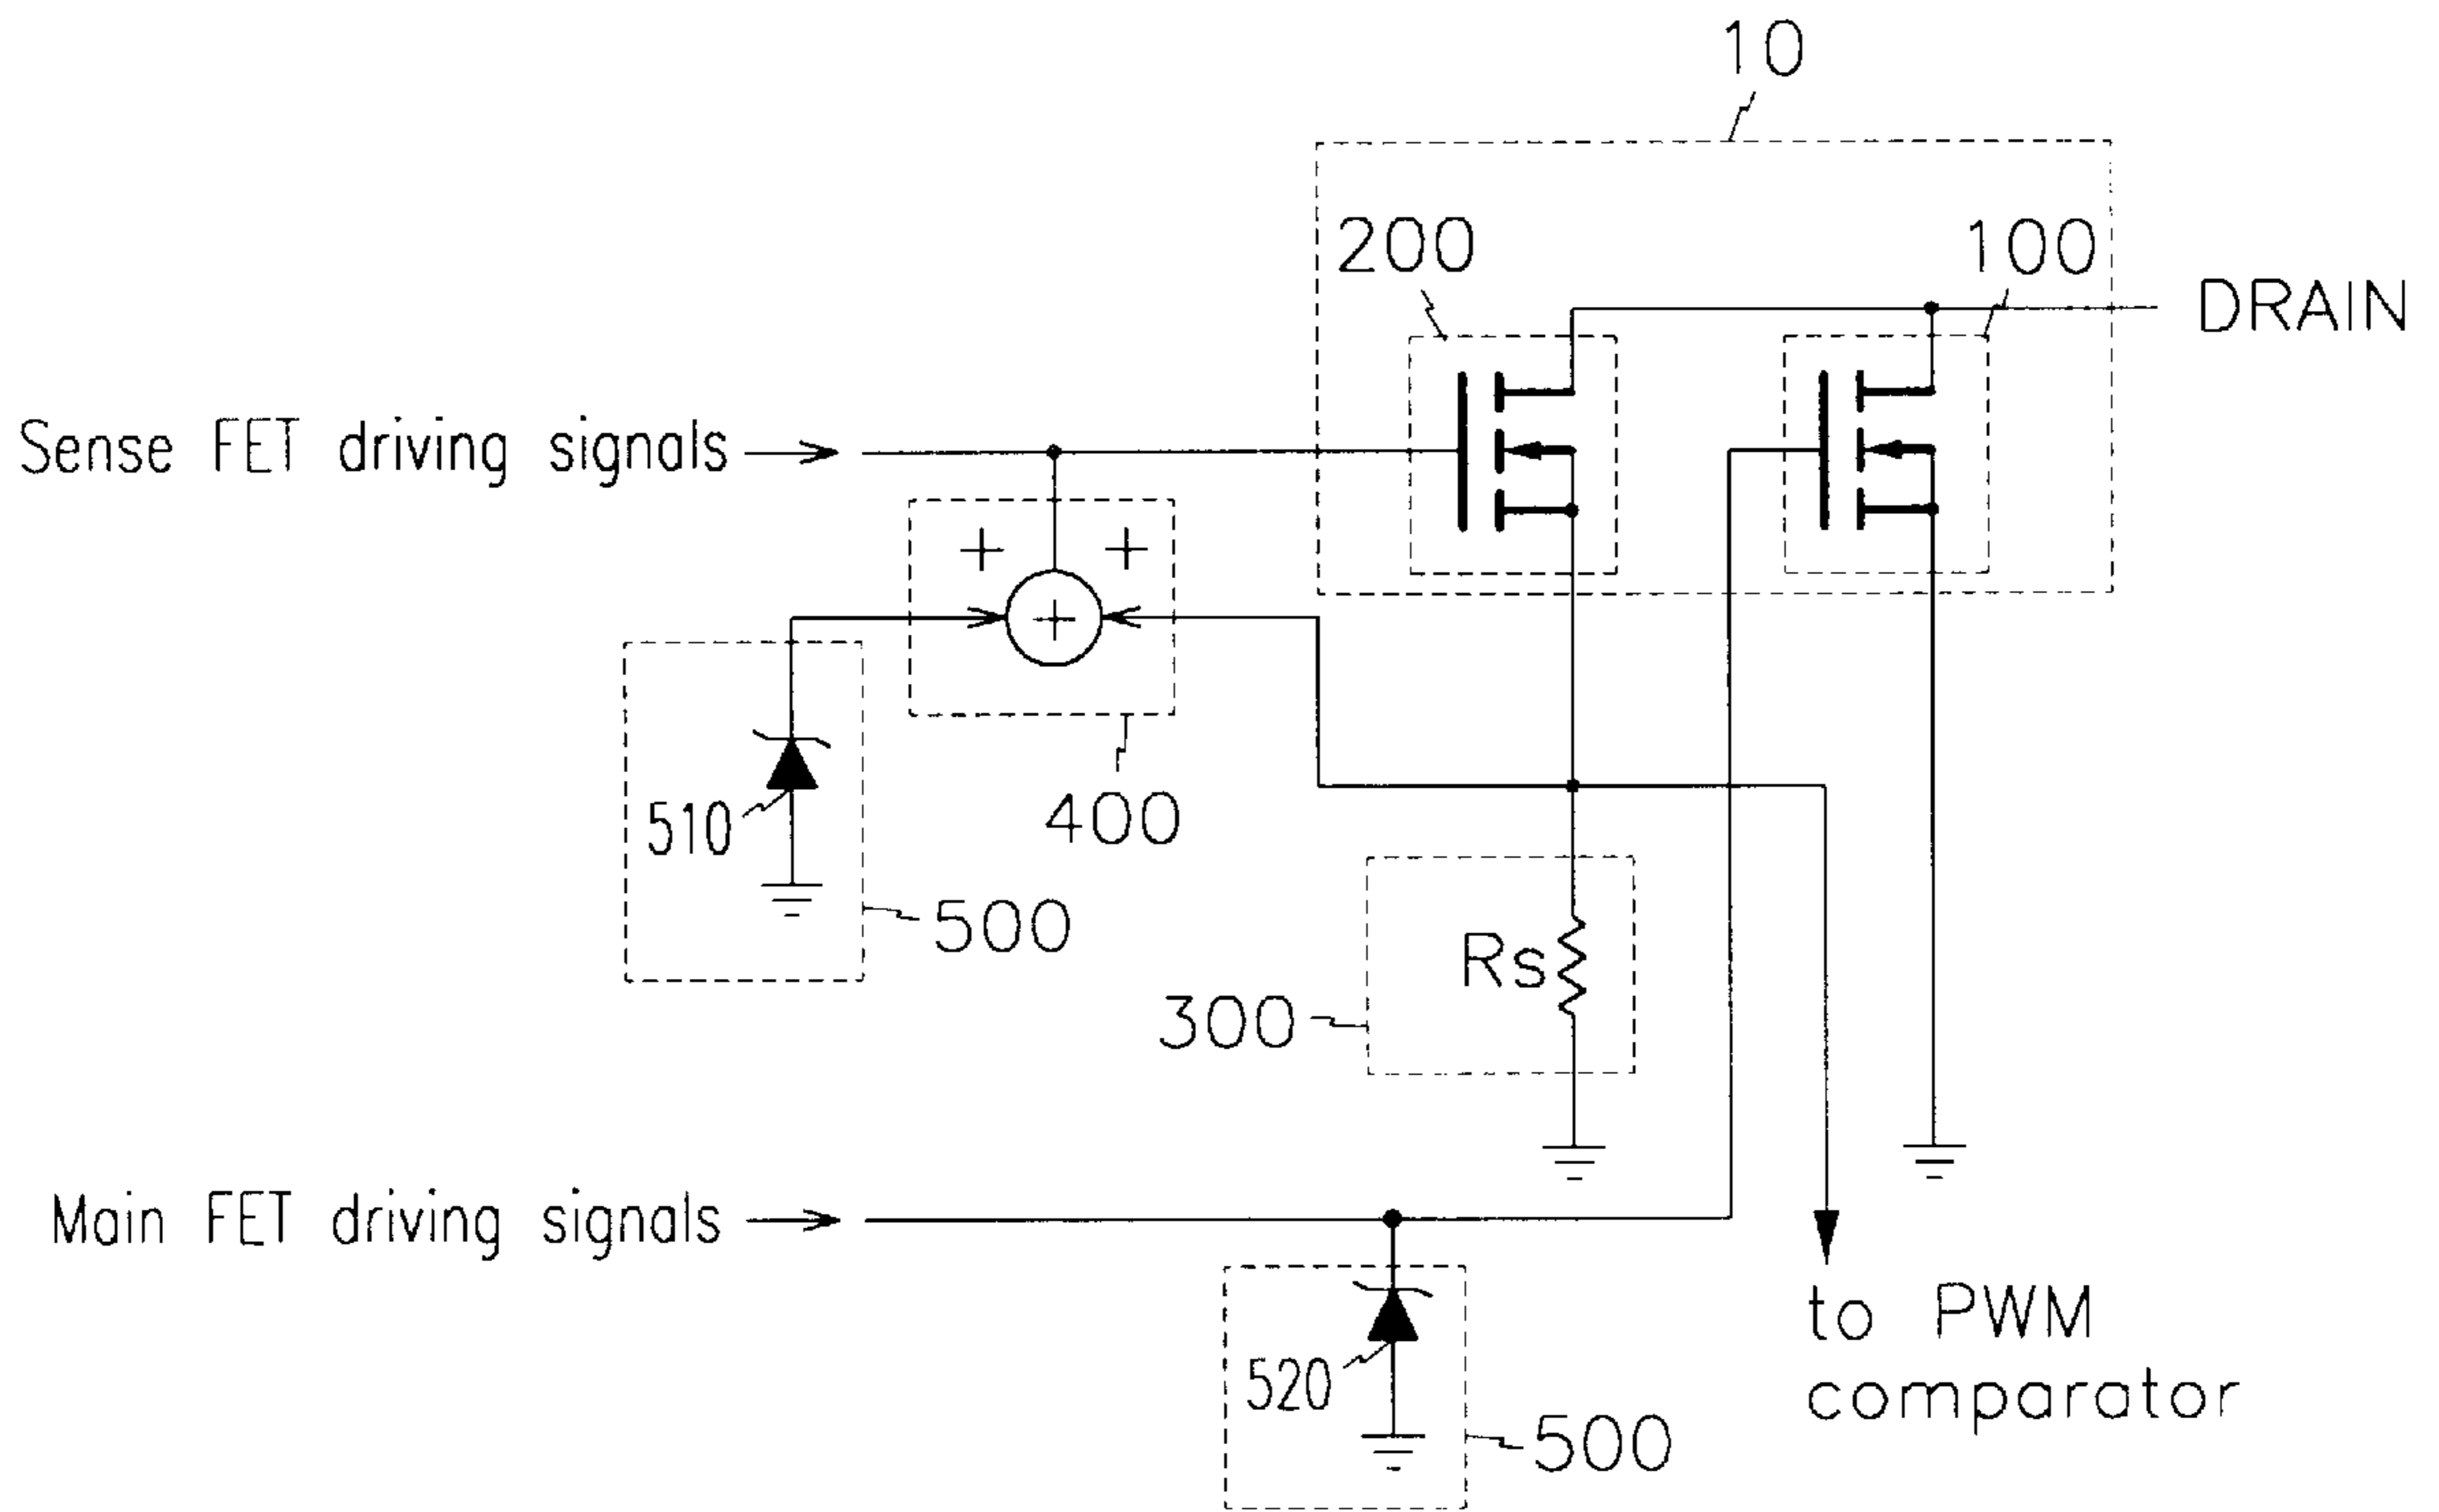 10
200
100
DRAIN
Sense FET driving signals
+ +
+
510
400
500
Rs
300
Main FET driving signals
520
500
to PWM
comparator